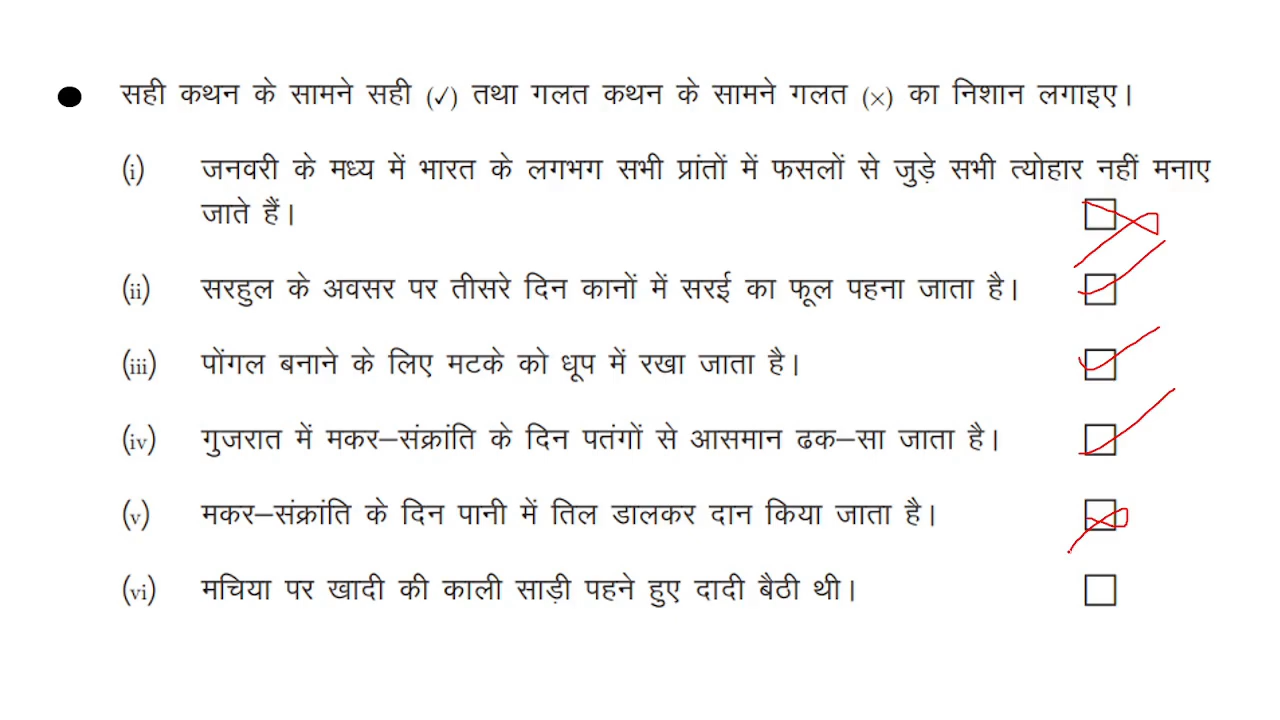 ● सही कथन के सामने सही (✓) तथा गलत कथन के सामने गलत (×) का निशान लगाइए।
(i) जनवरी के मध्य में भारत के लगभग सभी प्रांतों में फसलों से जुड़े सभी त्योहार नहीं मनाए
जाते हैं। ☒
(ii) सरहुल के अवसर पर तीसरे दिन कानों में सरई का फूल पहना जाता है। ☑
(iii) पोंगल बनाने के लिए मटके को धूप में रखा जाता है। ☑
(iv) गुजरात में मकर–संक्रांति के दिन पतंगों से आसमान ढक–सा जाता है। ☑
(v) मकर–संक्रांति के दिन पानी में तिल डालकर दान किया जाता है। ☒
(vi) मचिया पर खादी की काली साड़ी पहने हुए दादी बैठी थी। ☐